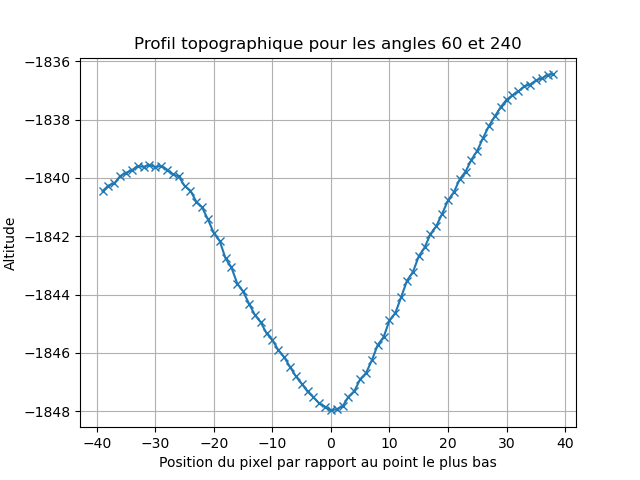 Profil topographique pour les angles 60 et 240
−1836
−1838
−1840
−1842
−1844
−1846
−1848
Altitude
−40 −30 −20 −10 0 10 20 30 40
Position du pixel par rapport au point le plus bas